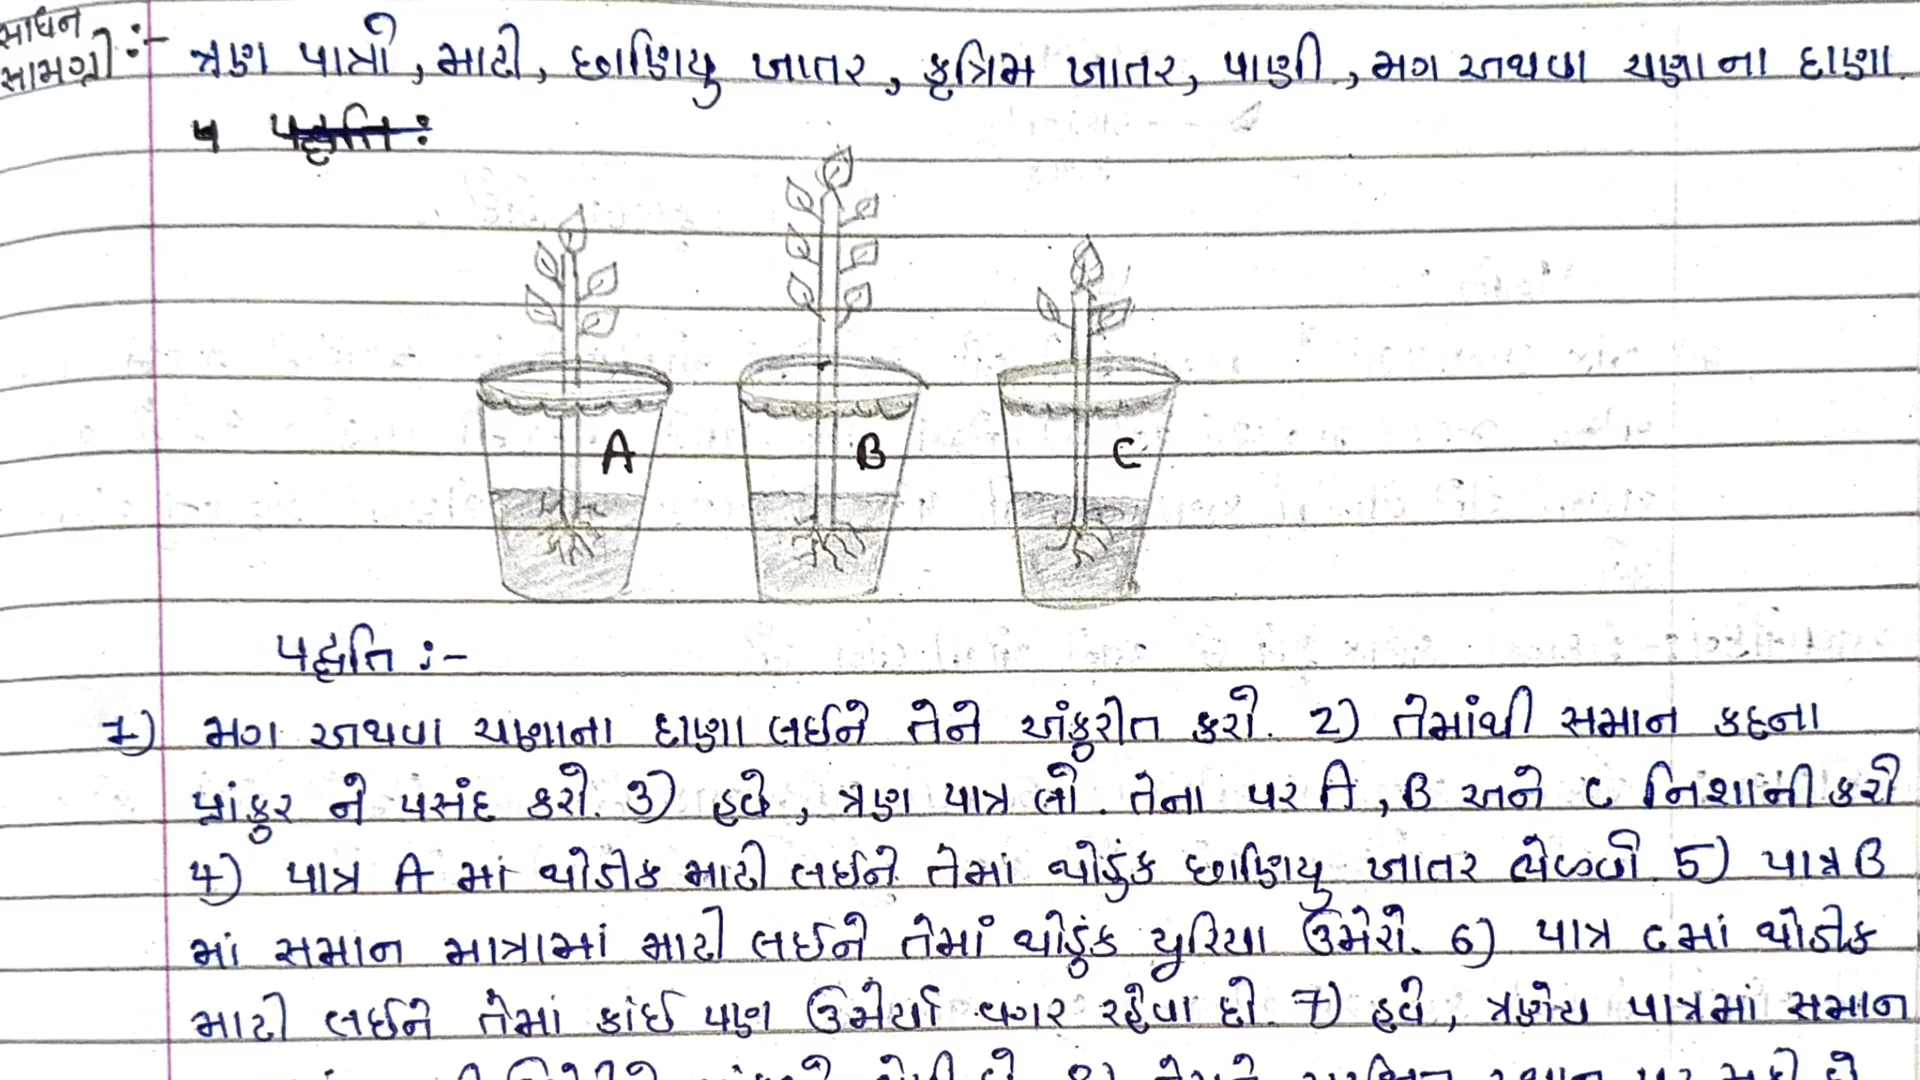 સાધન
સામગ્રી :- ત્રણ પાત્રો, માટી, છાણિયુ ખાતર, કૃત્રિમ ખાતર, પાણી, મગ અથવા ચણાના દાણા.
પદ્ધતિ :
A B C
પદ્ધતિ :-
1) મગ અથવા ચણાના દાણા લઈને તેને અંકુરીત કરો. 2) તેમાંથી સમાન કદના
પ્રાંકુર ને પસંદ કરો. 3) હવે, ત્રણ પાત્ર લો. તેના પર A, B અને C નિશાની કરો
4) પાત્ર A માં થોડીક માટી લઈને તેમાં થોડુંક છાણિયુ ખાતર ભેળવો. 5) પાત્ર B
માં સમાન માત્રામાં માટી લઈને તેમાં થોડુંક યુરિયા ઉમેરો. 6) પાત્ર C માં થોડીક
માટી લઈને તેમાં કાંઈ પણ ઉમેર્યા વગર રહેવા દો. 7) હવે, ત્રણેય પાત્રમાં સમાન